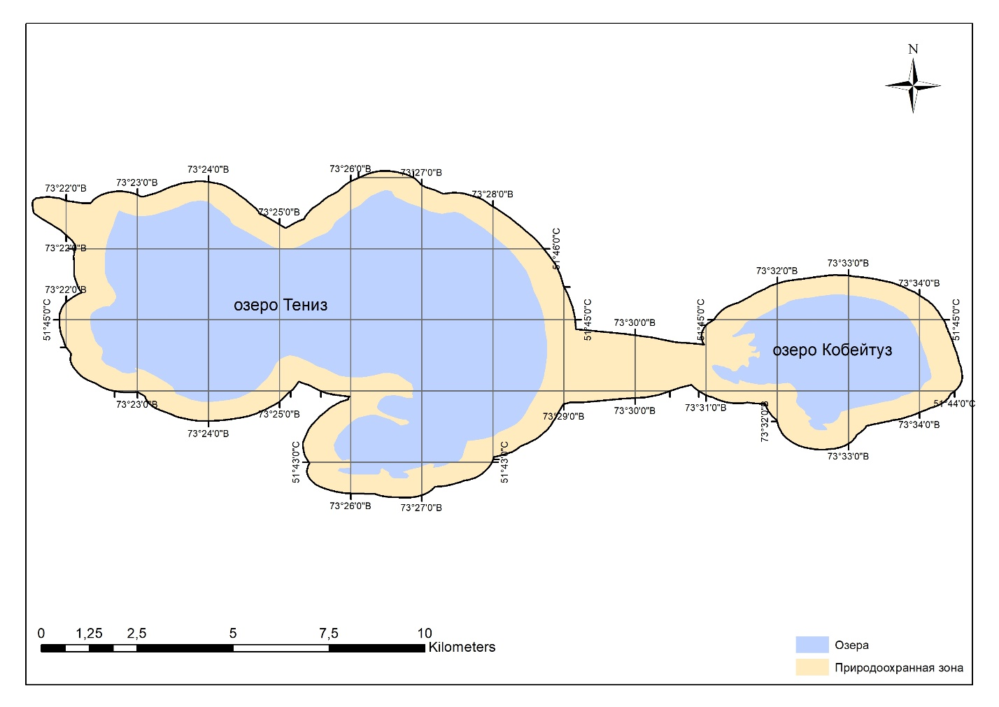 N
73°24'0"В
73°26'0"В
73°27'0"В
73°23'0"В
73°22'0"В
73°28'0"В
73°25'0"В
73°22'0"В
51°46'0"С
73°32'0"В
73°33'0"В
73°34'0"В
73°22'0"В
озеро Тениз
51°45'0"С
51°45'0"С
73°30'0"В
51°45'0"С
51°45'0"С
озеро Кобейтуз
73°23'0"В
73°25'0"В
73°24'0"В
73°29'0"В
73°30'0"В
73°31'0"В
73°32'0"В
51°44'0"С
73°34'0"В
73°33'0"В
51°43'0"С
51°43'0"С
73°26'0"В
73°27'0"В
0 1,25 2,5 5 7,5 10
Kilometers
Озера
Природоохранная зона